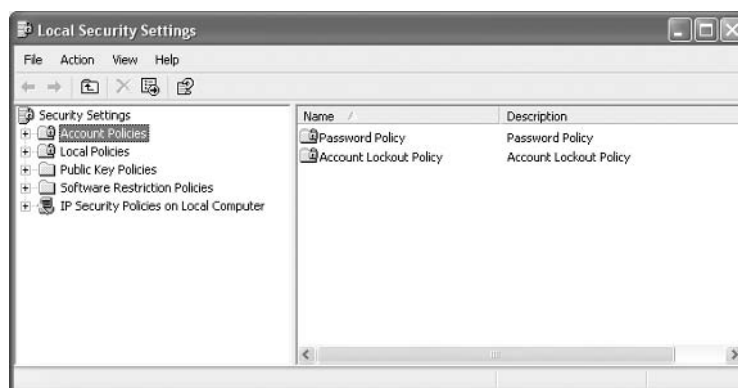 Local Security Settings
File Action View Help
Security Settings
Account Policies
Local Policies
Public Key Policies
Software Restriction Policies
IP Security Policies on Local Computer
Name Description
Password Policy Password Policy
Account Lockout Policy Account Lockout Policy